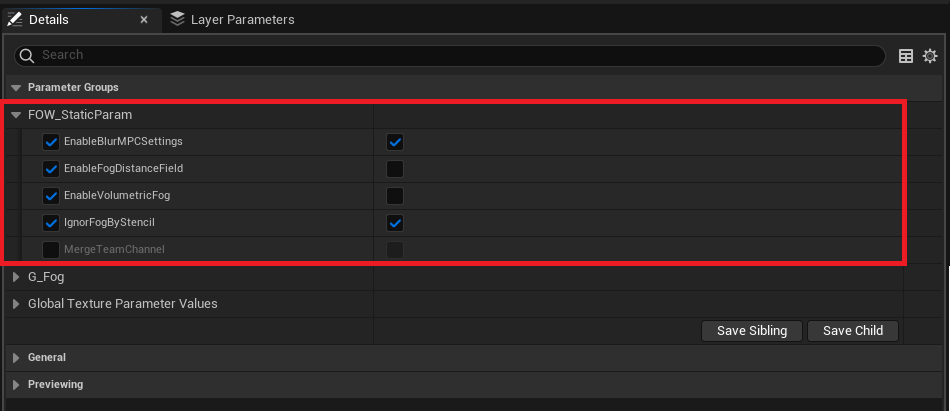 Details
Layer Parameters
Search
Parameter Groups
FOW_StaticParam
EnableBlurMPCSettings
EnableFogDistanceField
EnableVolumetricFog
IgnorFogByStencil
MergeTeamChannel
G_Fog
Global Texture Parameter Values
Save Sibling
Save Child
General
Previewing